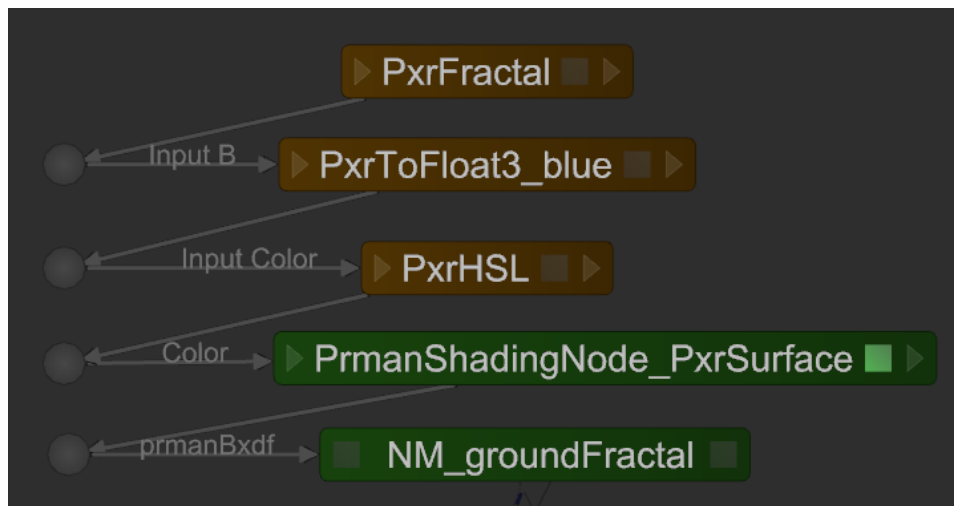 PxrFractal
Input B
PxrToFloat3_blue
Input Color
PxrHSL
Color
PrmanShadingNode_PxrSurface
prmanBxdf
NM_groundFractal